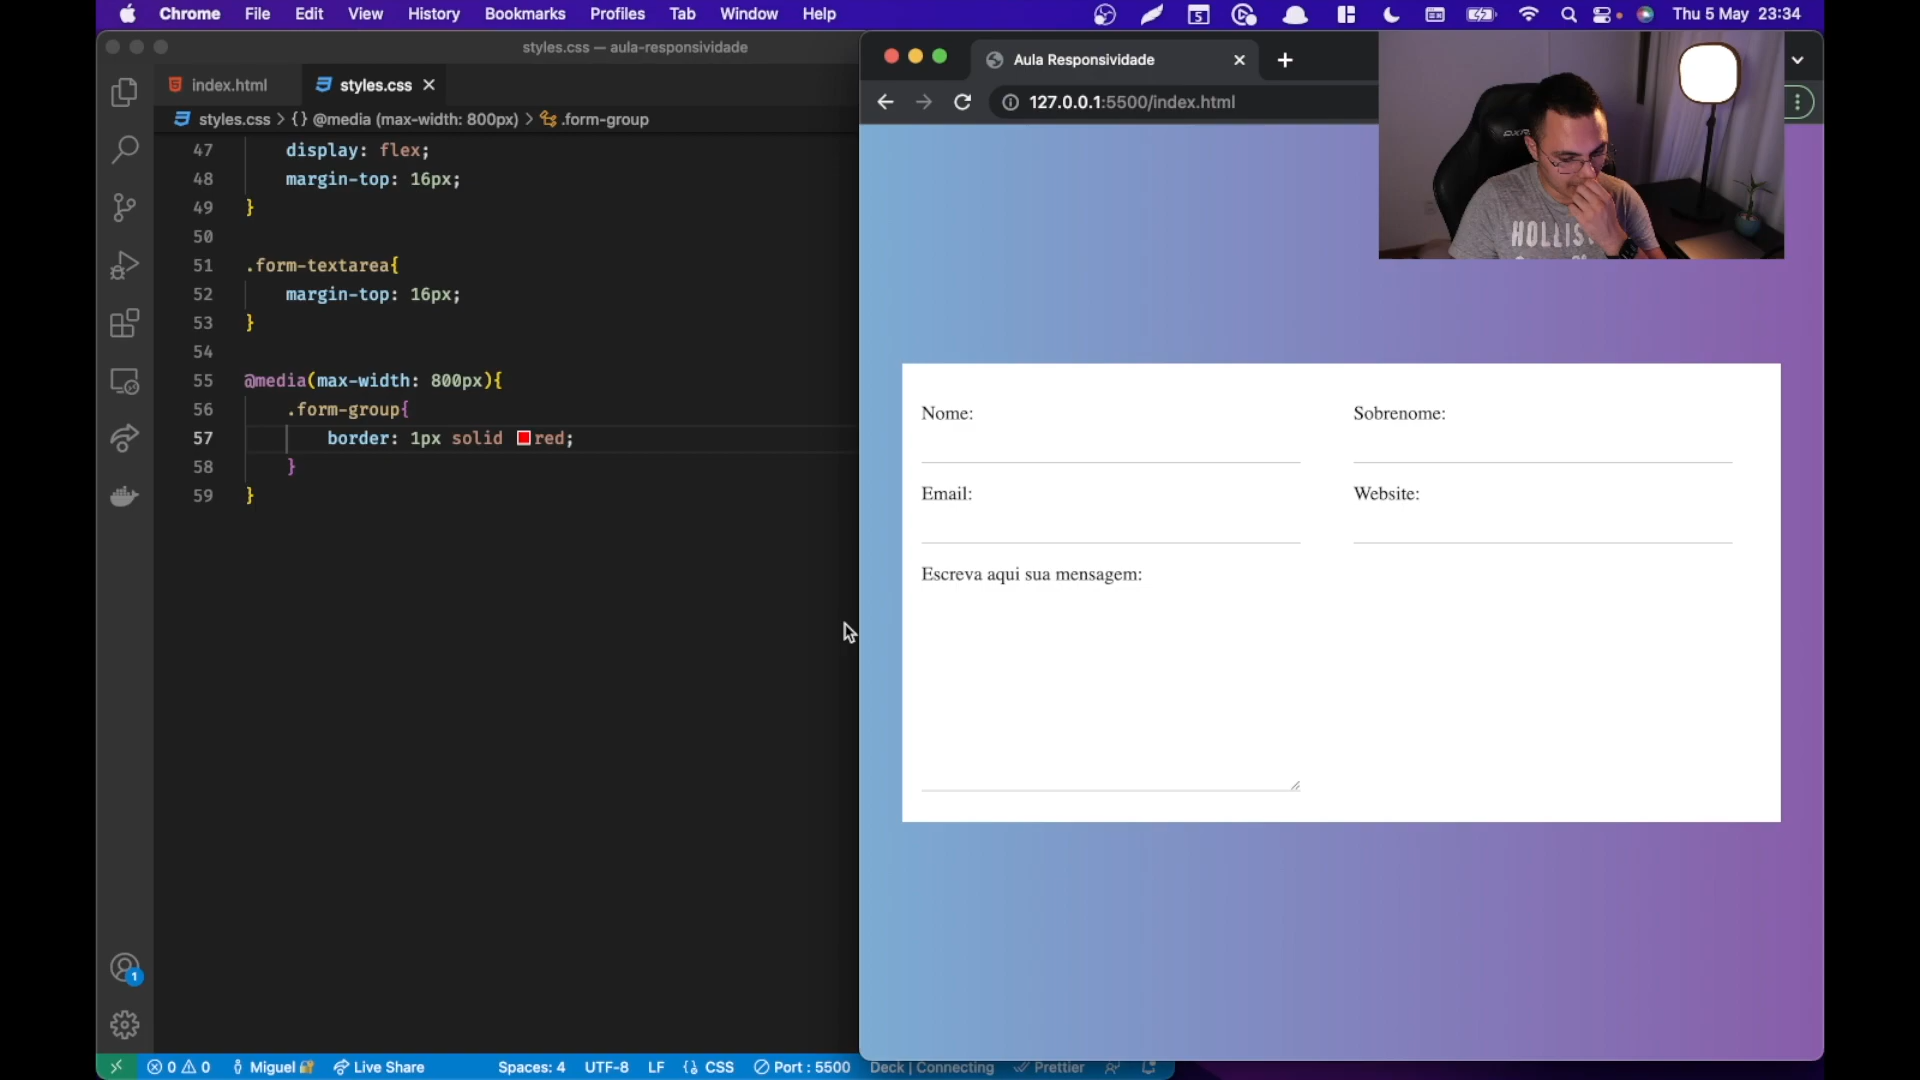 Chrome File Edit View History Bookmarks Profiles Tab Window Help
5
Thu 5 May 23:34
styles.css — aula-responsividade
index.html
styles.css
styles.css > {} @media (max-width: 800px) > .form-group
47 display: flex;
48 margin-top: 16px;
49 }
50
51 .form-textarea{
52 margin-top: 16px;
53 }
54
55 @media(max-width: 800px){
56 .form-group{
57 border: 1px solid red;
58 }
59 }
1
0 0 Miguel Live Share Spaces: 4 UTF-8 LF {} CSS Port : 5500 Deck | Connecting Prettier
Aula Responsividade
127.0.0.1:5500/index.html
HOLLIS
Nome: Sobrenome:
Email: Website:
Escreva aqui sua mensagem: